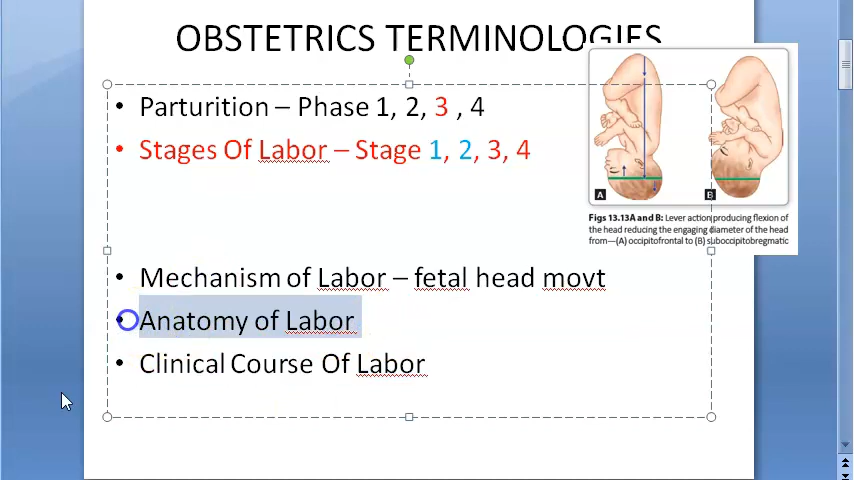 OBSTETRICS TERMINOLOGIES
• Parturition – Phase 1, 2, 3 , 4
• Stages Of Labor – Stage 1, 2, 3, 4
A
B
Figs 13.13A and B: Lever action producing flexion of
the head reducing the engaging diameter of the head
from—(A) occipitofrontal to (B) suboccipitobregmatic
• Mechanism of Labor – fetal head movt
• Anatomy of Labor
• Clinical Course Of Labor